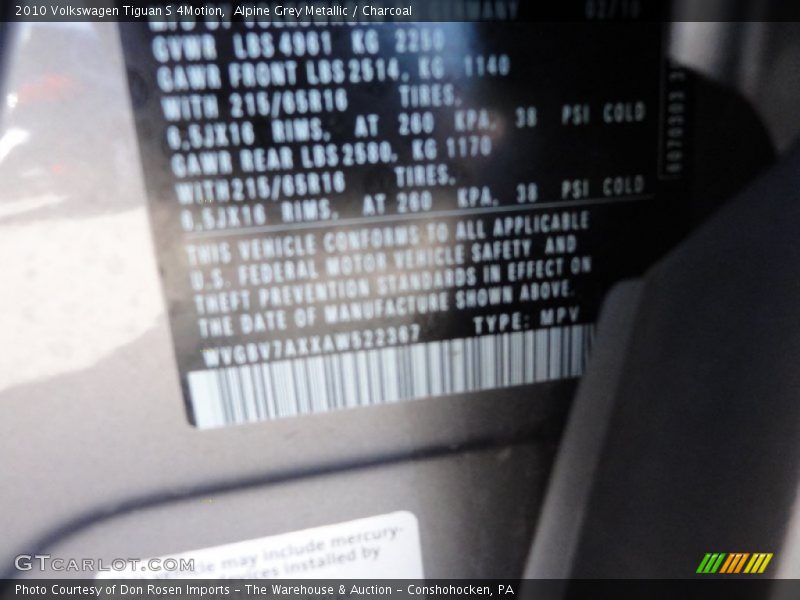 2010 Volkswagen Tiguan S 4Motion, Alpine Grey Metallic / Charcoal
GVWR LBS 4961 KG 2250
GAWR FRONT LBS 2514. KG 1140
WITH 215/65R16 TIRES.
6.5JX16 RIMS. AT 260 KPA. 38 PSI COLD
GAWR REAR LBS 2580. KG 1170
WITH 215/65R16 TIRES.
6.5JX16 RIMS. AT 260 KPA. 38 PSI COLD
THIS VEHICLE CONFORMS TO ALL APPLICABLE
U.S. FEDERAL MOTOR VEHICLE SAFETY AND
THEFT PREVENTION STANDARDS IN EFFECT ON
THE DATE OF MANUFACTURE SHOWN ABOVE.
WVGBV7AXXAW522367 TYPE: MPV
vehicle may include mercury-
devices installed by
GTCARLOT.COM
Photo Courtesy of Don Rosen Imports - The Warehouse & Auction - Conshohocken, PA